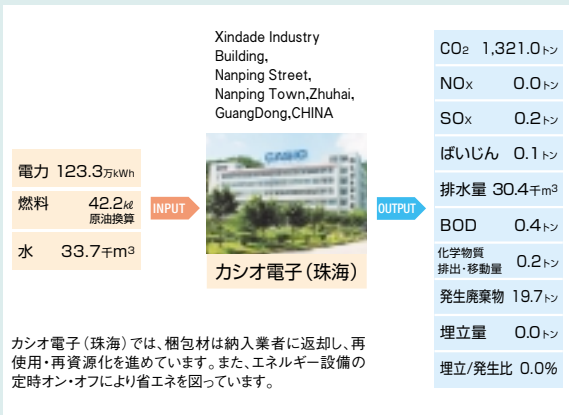 Xindade Industry
Building,
Nanping Street,
Nanping Town,Zhuhai,
GuangDong,CHINA
電力 123.3万kWh
燃料 42.2㎘
原油換算
水 33.7千m³
INPUT
CASIO
カシオ電子(珠海)
OUTPUT
CO₂ 1,321.0トン
NOx 0.0トン
SOx 0.2トン
ばいじん 0.1トン
排水量 30.4千m³
BOD 0.4トン
化学物質
排出・移動量 0.2トン
発生廃棄物 19.7トン
埋立量 0.0トン
埋立/発生比 0.0%
カシオ電子(珠海)では、梱包材は納入業者に返却し、再
使用・再資源化を進めています。また、エネルギー設備の
定時オン・オフにより省エネを図っています。